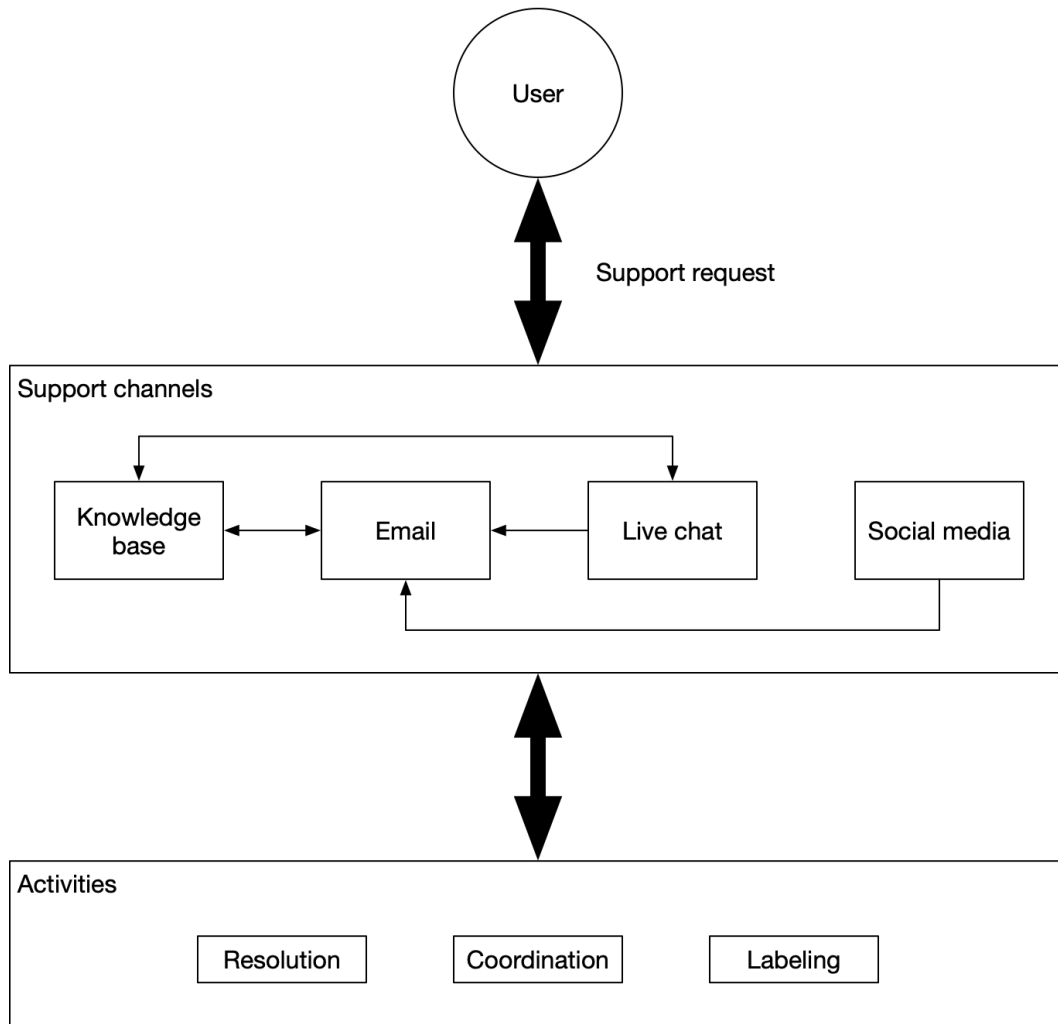 User
Support request
Support channels
Knowledge
base
Email
Live chat
Social media
Activities
Resolution
Coordination
Labeling